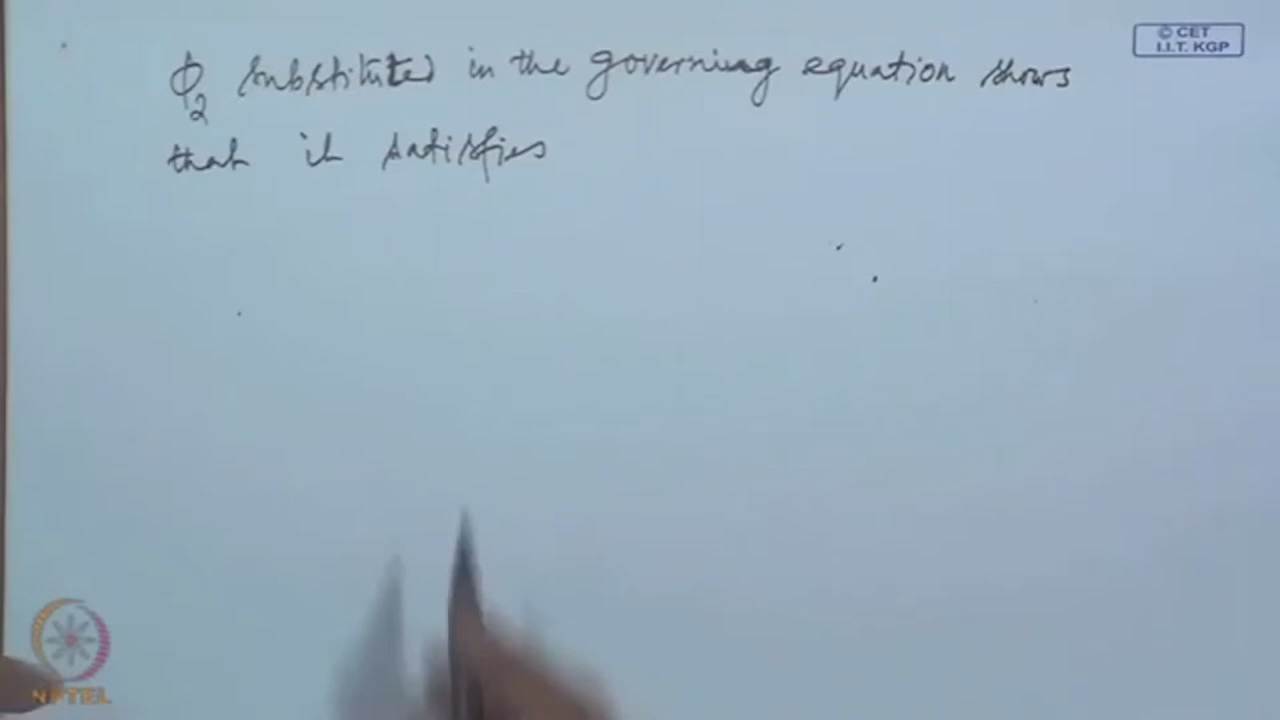 © CET
I.I.T. KGP
ϕ₂ substituted in the governing equation shows
that it satisfies
NPTEL